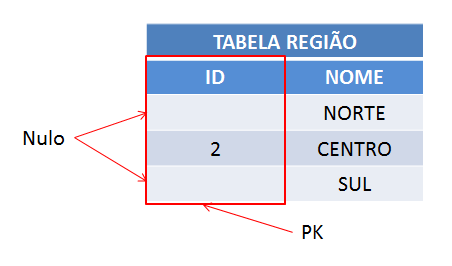 TABELA REGIÃO
ID NOME
NORTE
Nulo
2 CENTRO
SUL
PK